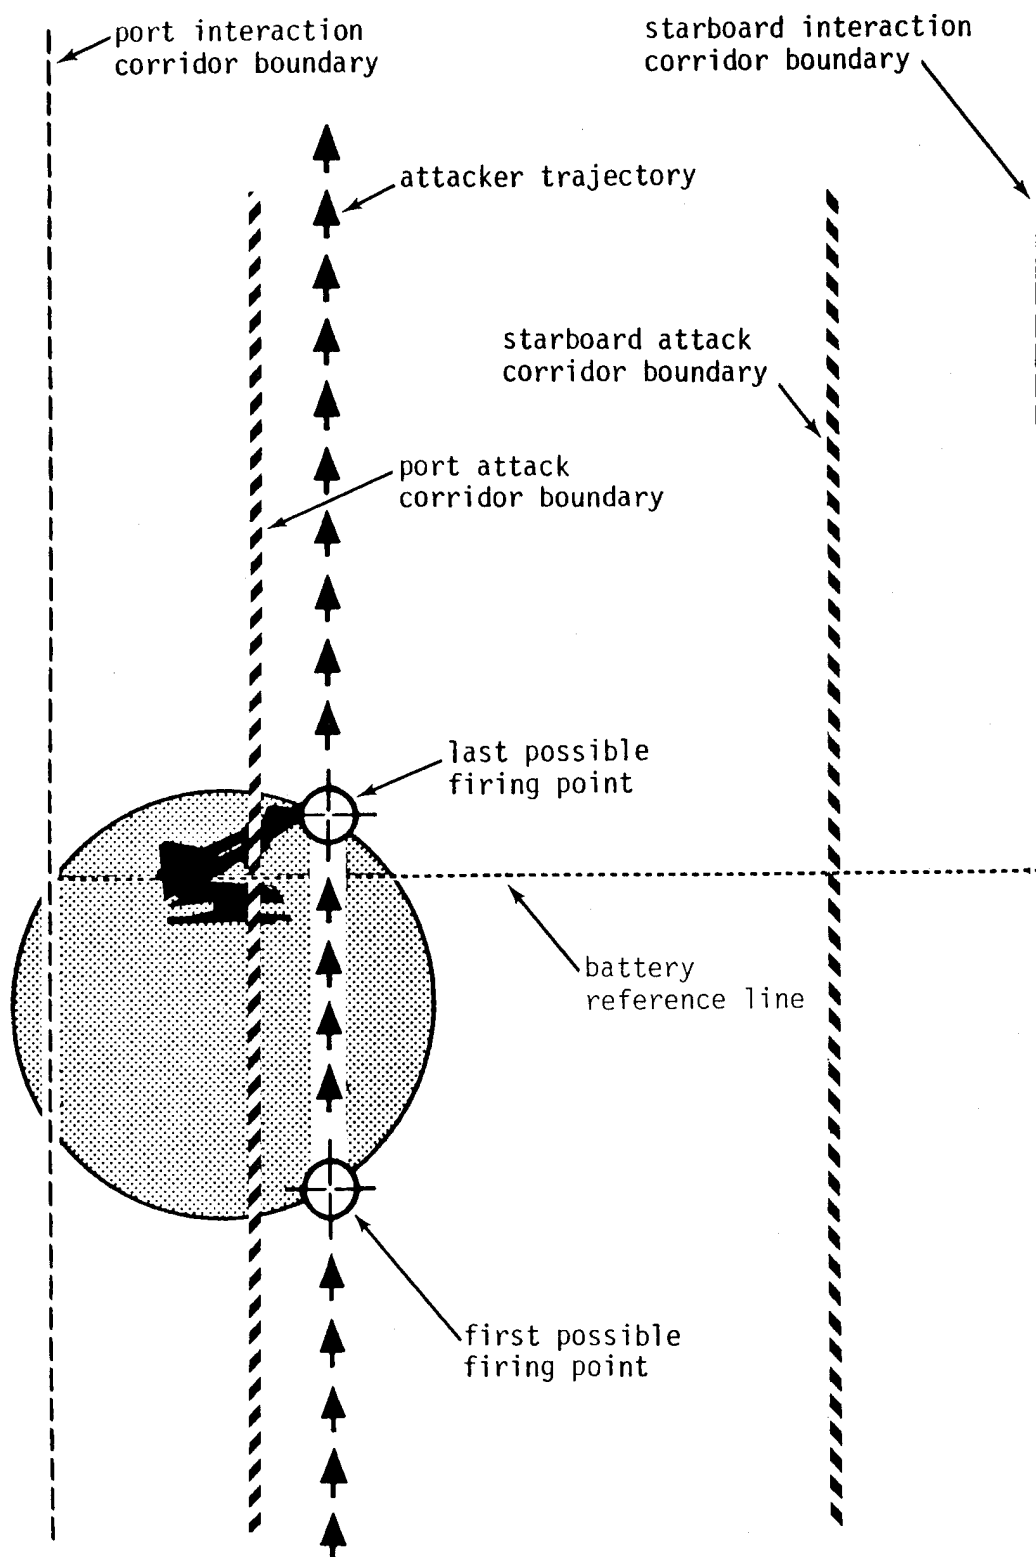 port interaction
corridor boundary
starboard interaction
corridor boundary
attacker trajectory
starboard attack
corridor boundary
port attack
corridor boundary
last possible
firing point
battery
reference line
first possible
firing point